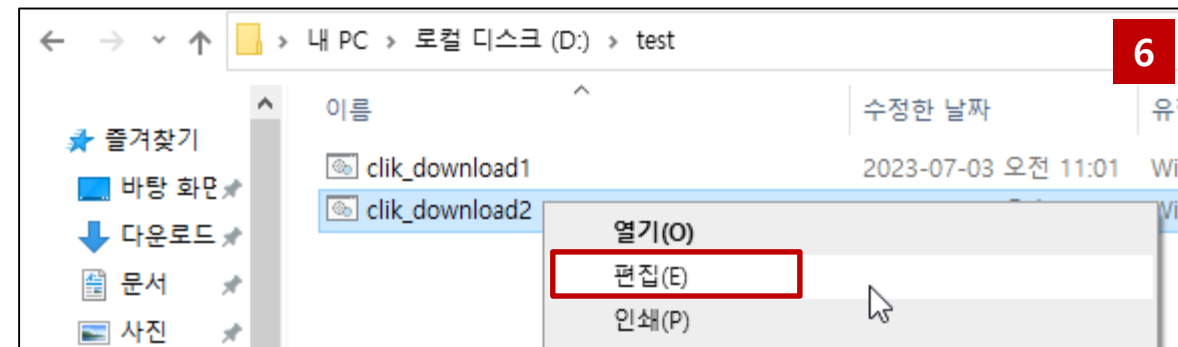 내 PC > 로컬 디스크 (D:) > test
6
이름
수정한 날짜
즐겨찾기
clik_download1
2023-07-03 오전 11:01
바탕 화면
clik_download2
다운로드
열기(O)
편집(E)
문서
인쇄(P)
사진